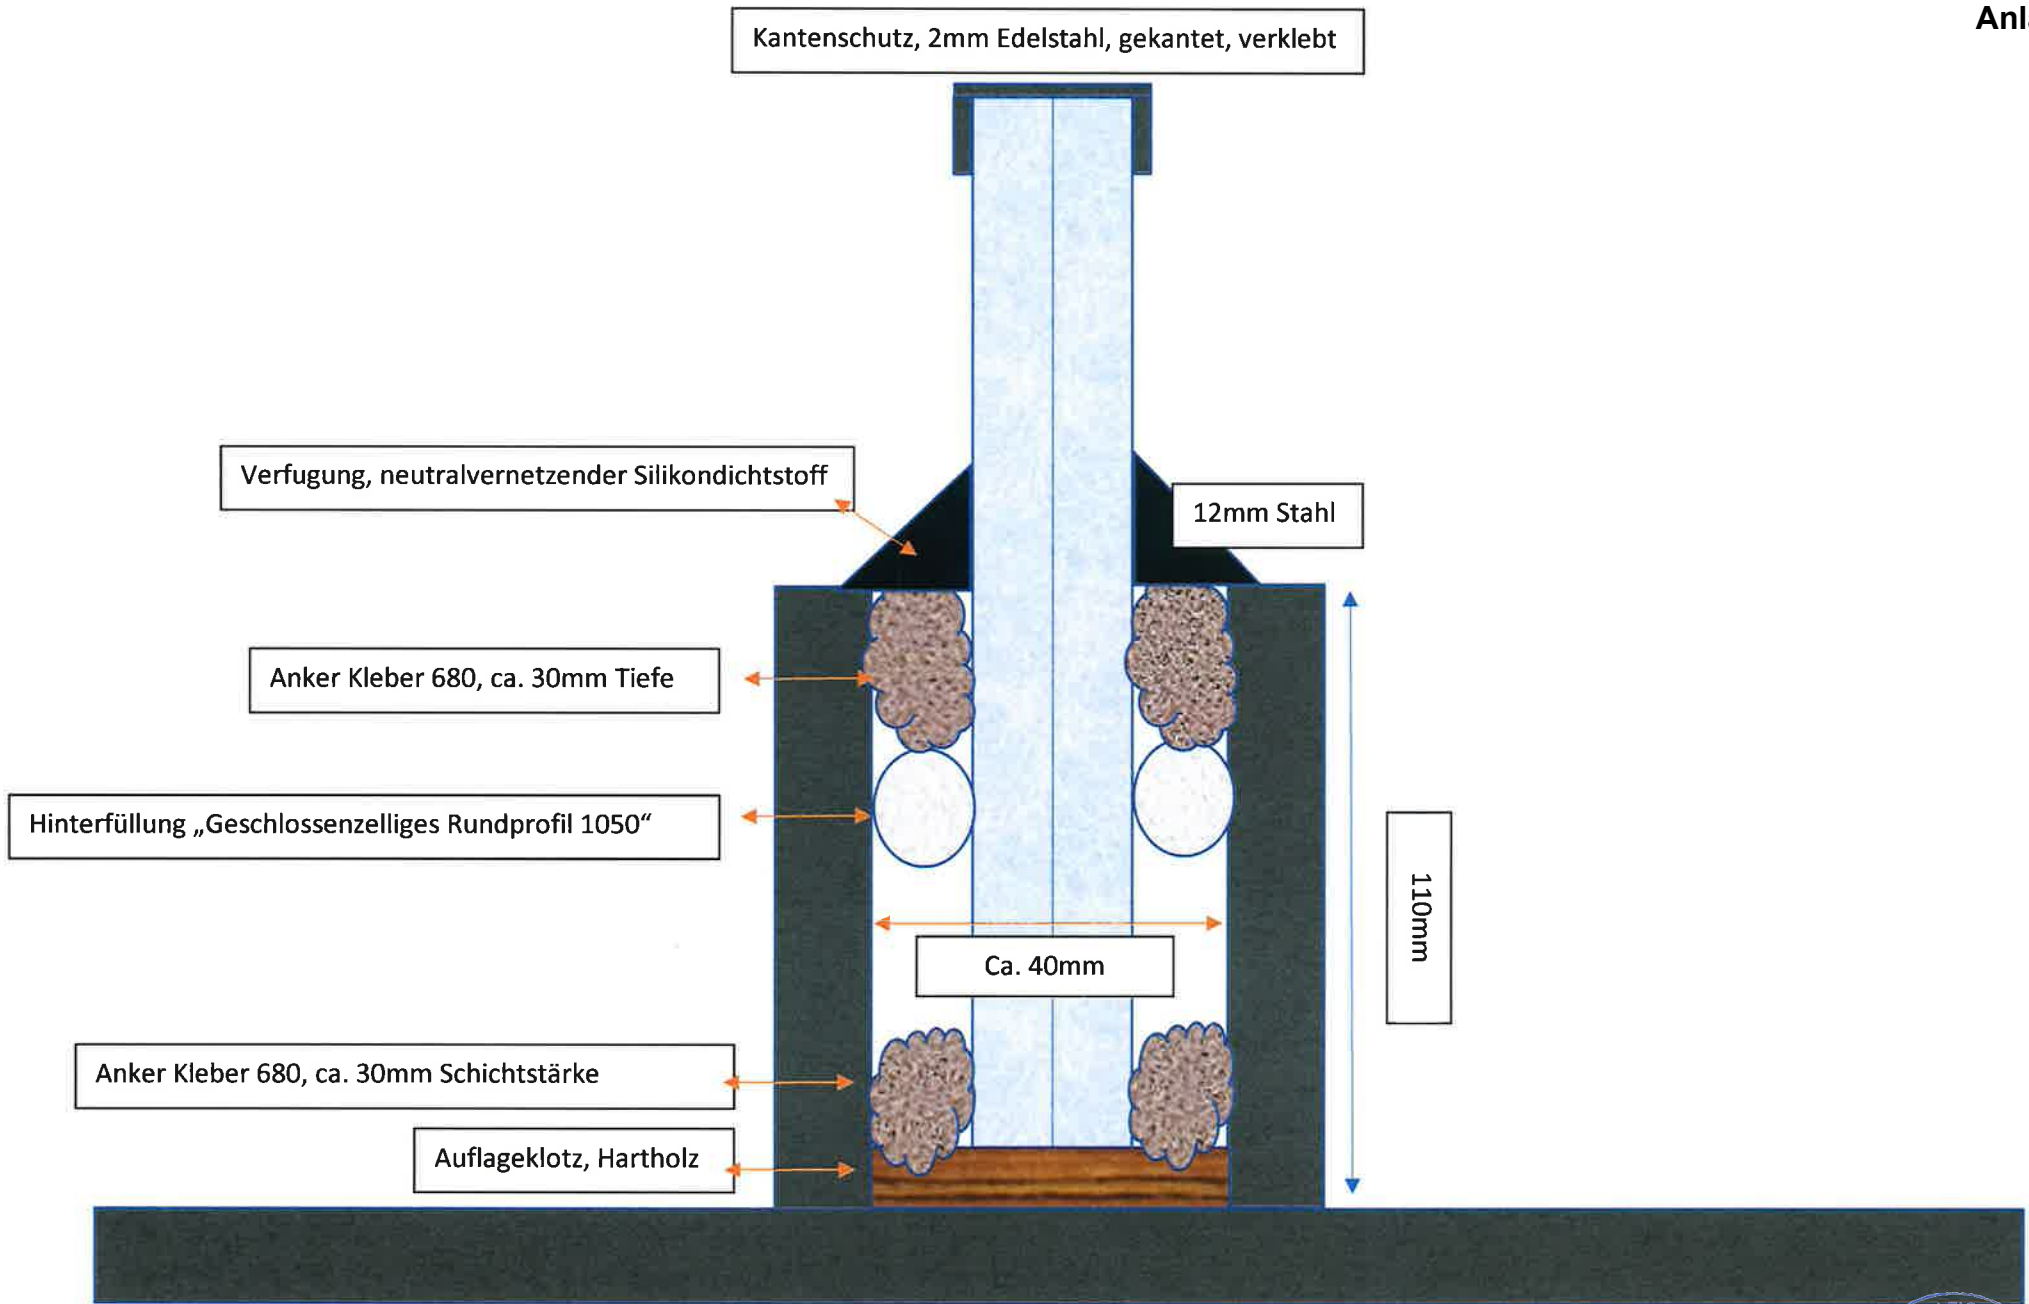 Kantenschutz, 2mm Edelstahl, gekantet, verklebt
Verfugung, neutralvernetzender Silikondichtstoff
12mm Stahl
Anker Kleber 680, ca. 30mm Tiefe
Hinterfüllung „Geschlossenzelliges Rundprofil 1050“
110mm
Ca. 40mm
Anker Kleber 680, ca. 30mm Schichtstärke
Auflageklotz, Hartholz